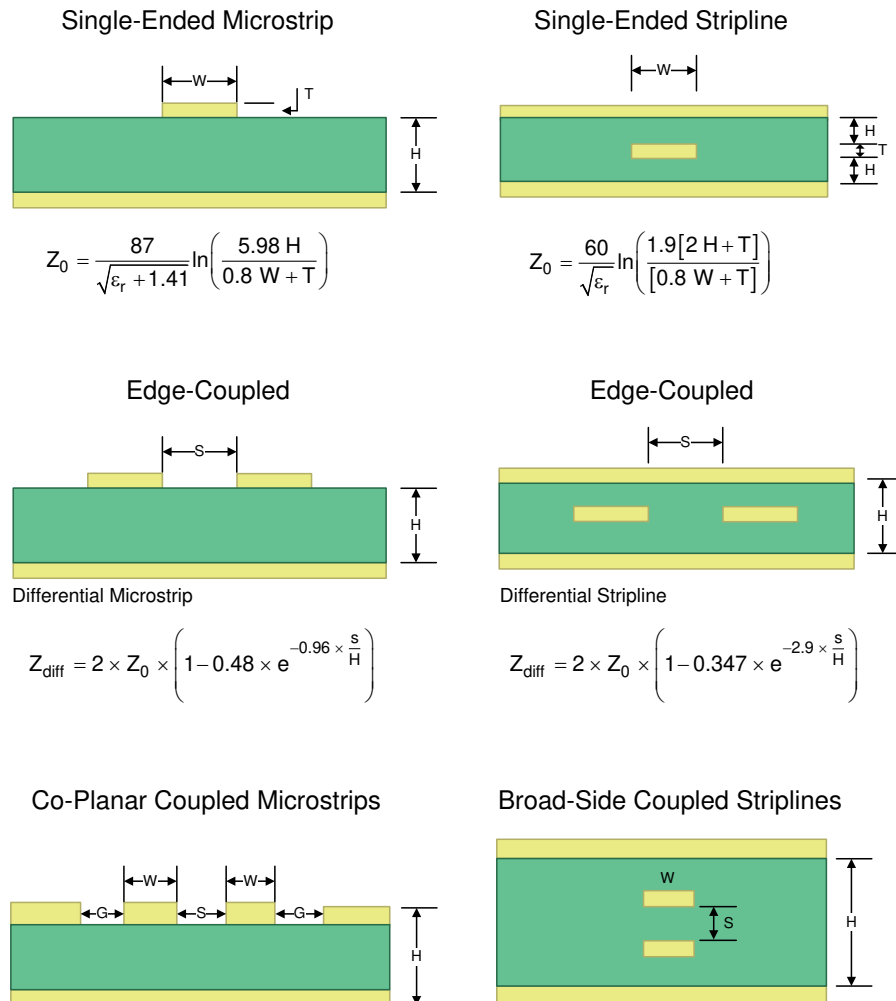 Single-Ended Microstrip
W
T
H
Z₀ = 87 / √(εᵣ + 1.41) ln(5.98 H / (0.8 W + T))
Single-Ended Stripline
W
H
T
H
Z₀ = 60 / √εᵣ ln(1.9[2 H + T] / [0.8 W + T])
Edge-Coupled
S
H
Differential Microstrip
Z_diff = 2 × Z₀ × (1 − 0.48 × e^(−0.96 × s/H))
Edge-Coupled
S
H
Differential Stripline
Z_diff = 2 × Z₀ × (1 − 0.347 × e^(−2.9 × s/H))
Co-Planar Coupled Microstrips
W W
G S G
H
Broad-Side Coupled Striplines
W
S
H